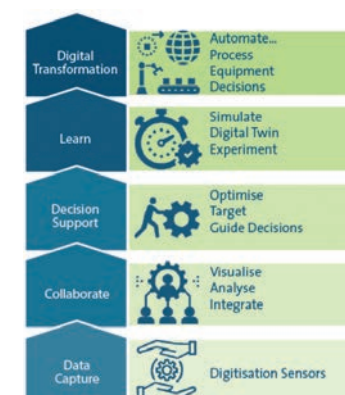 Digital
Transformation
Automate...
Process
Equipment
Decisions
Learn
Simulate
Digital Twin
Experiment
Decision
Support
Optimise
Target
Guide Decisions
Collaborate
Visualise
Analyse
Integrate
Data
Capture
Digitisation Sensors